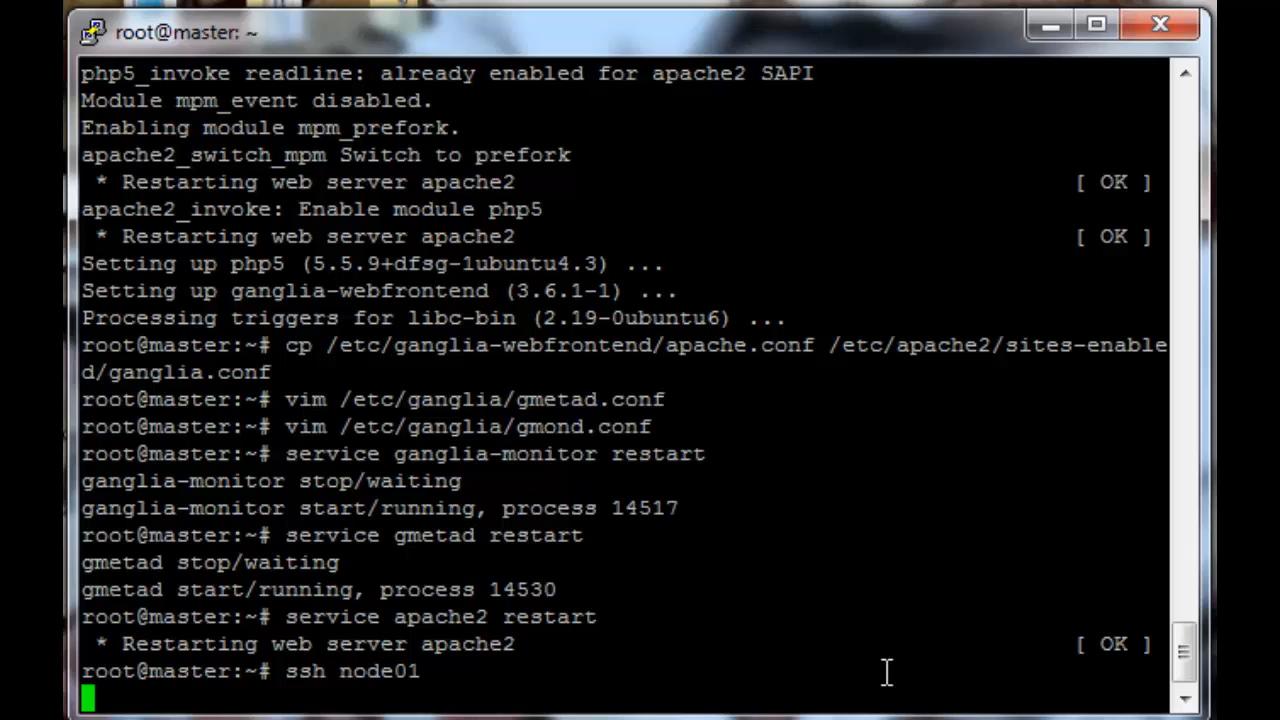 root@master: ~
php5_invoke readline: already enabled for apache2 SAPI
Module mpm_event disabled.
Enabling module mpm_prefork.
apache2_switch_mpm Switch to prefork
 * Restarting web server apache2 [ OK ]
apache2_invoke: Enable module php5
 * Restarting web server apache2 [ OK ]
Setting up php5 (5.5.9+dfsg-1ubuntu4.3) ...
Setting up ganglia-webfrontend (3.6.1-1) ...
Processing triggers for libc-bin (2.19-0ubuntu6) ...
root@master:~# cp /etc/ganglia-webfrontend/apache.conf /etc/apache2/sites-enable
d/ganglia.conf
root@master:~# vim /etc/ganglia/gmetad.conf
root@master:~# vim /etc/ganglia/gmond.conf
root@master:~# service ganglia-monitor restart
ganglia-monitor stop/waiting
ganglia-monitor start/running, process 14517
root@master:~# service gmetad restart
gmetad stop/waiting
gmetad start/running, process 14530
root@master:~# service apache2 restart
 * Restarting web server apache2 [ OK ]
root@master:~# ssh node01